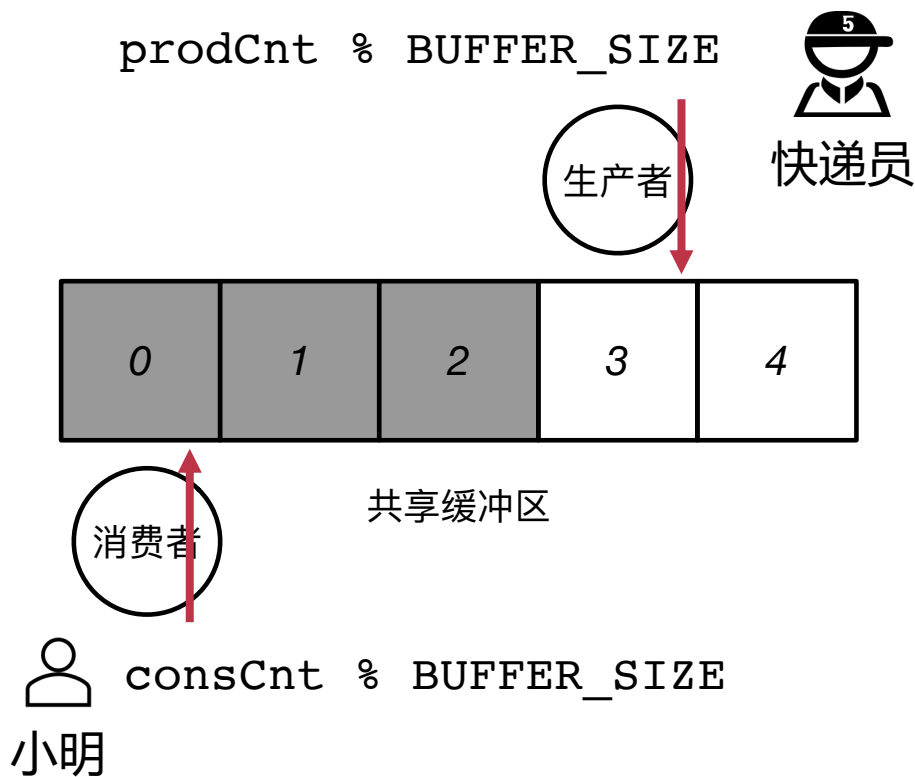 prodCnt % BUFFER_SIZE
5
快递员
生产者
0 1 2 3 4
共享缓冲区
消费者
consCnt % BUFFER_SIZE
小明